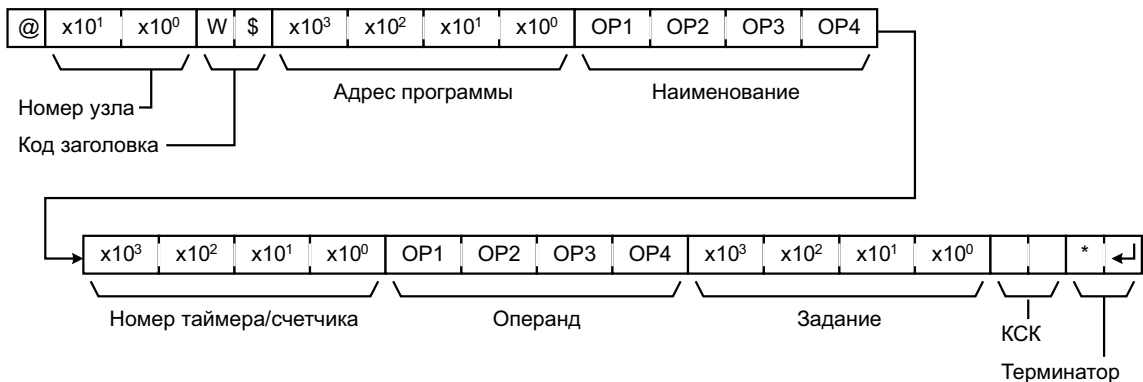 @ x10¹ x10⁰ W $ x10³ x10² x10¹ x10⁰ OP1 OP2 OP3 OP4
Адрес программы Наименование
Номер узла
Код заголовка
x10³ x10² x10¹ x10⁰ OP1 OP2 OP3 OP4 x10³ x10² x10¹ x10⁰ * ↵
Номер таймера/счетчика Операнд Задание
КСК
Терминатор